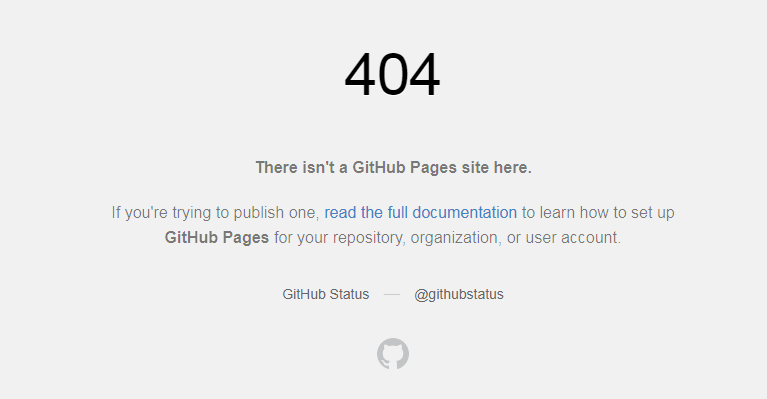 404
There isn't a GitHub Pages site here.
If you're trying to publish one, read the full documentation to learn how to set up
GitHub Pages for your repository, organization, or user account.
GitHub Status — @githubstatus